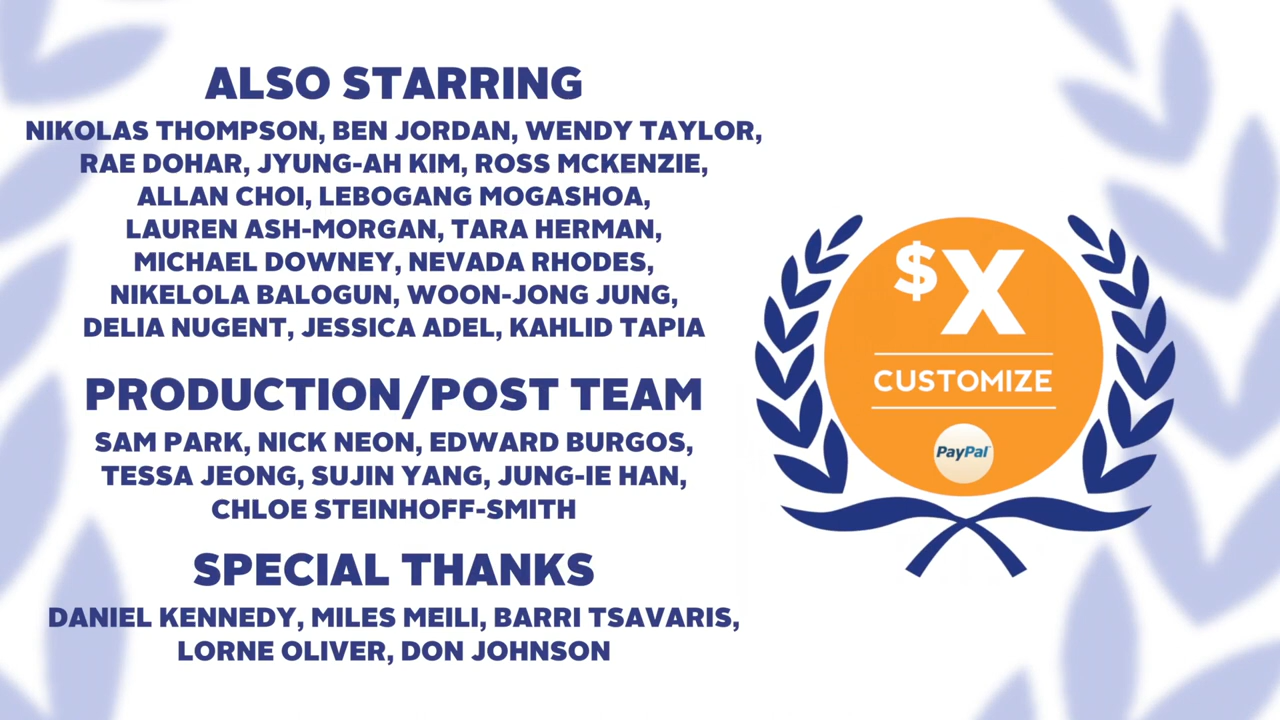 ALSO STARRING
NIKOLAS THOMPSON, BEN JORDAN, WENDY TAYLOR,
RAE DOHAR, JYUNG-AH KIM, ROSS MCKENZIE,
ALLAN CHOI, LEBOGANG MOGASHOA,
LAUREN ASH-MORGAN, TARA HERMAN,
MICHAEL DOWNEY, NEVADA RHODES,
NIKELOLA BALOGUN, WOON-JONG JUNG,
DELIA NUGENT, JESSICA ADEL, KAHLID TAPIA
PRODUCTION/POST TEAM
SAM PARK, NICK NEON, EDWARD BURGOS,
TESSA JEONG, SUJIN YANG, JUNG-IE HAN,
CHLOE STEINHOFF-SMITH
SPECIAL THANKS
DANIEL KENNEDY, MILES MEILI, BARRI TSAVARIS,
LORNE OLIVER, DON JOHNSON
$X
CUSTOMIZE
PayPal